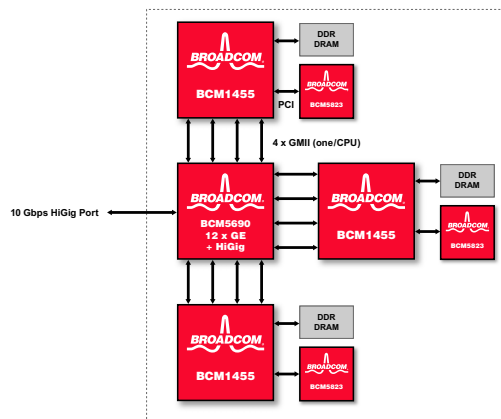 BROADCOM.
BCM1455
DDR
DRAM
PCI
BROADCOM
BCM5823
4 x GMII (one/CPU)
10 Gbps HiGig Port
BROADCOM.
BCM5690
12 x GE
+ HiGig
BROADCOM.
BCM1455
DDR
DRAM
BROADCOM
BCM5823
BROADCOM.
BCM1455
DDR
DRAM
BROADCOM
BCM5823